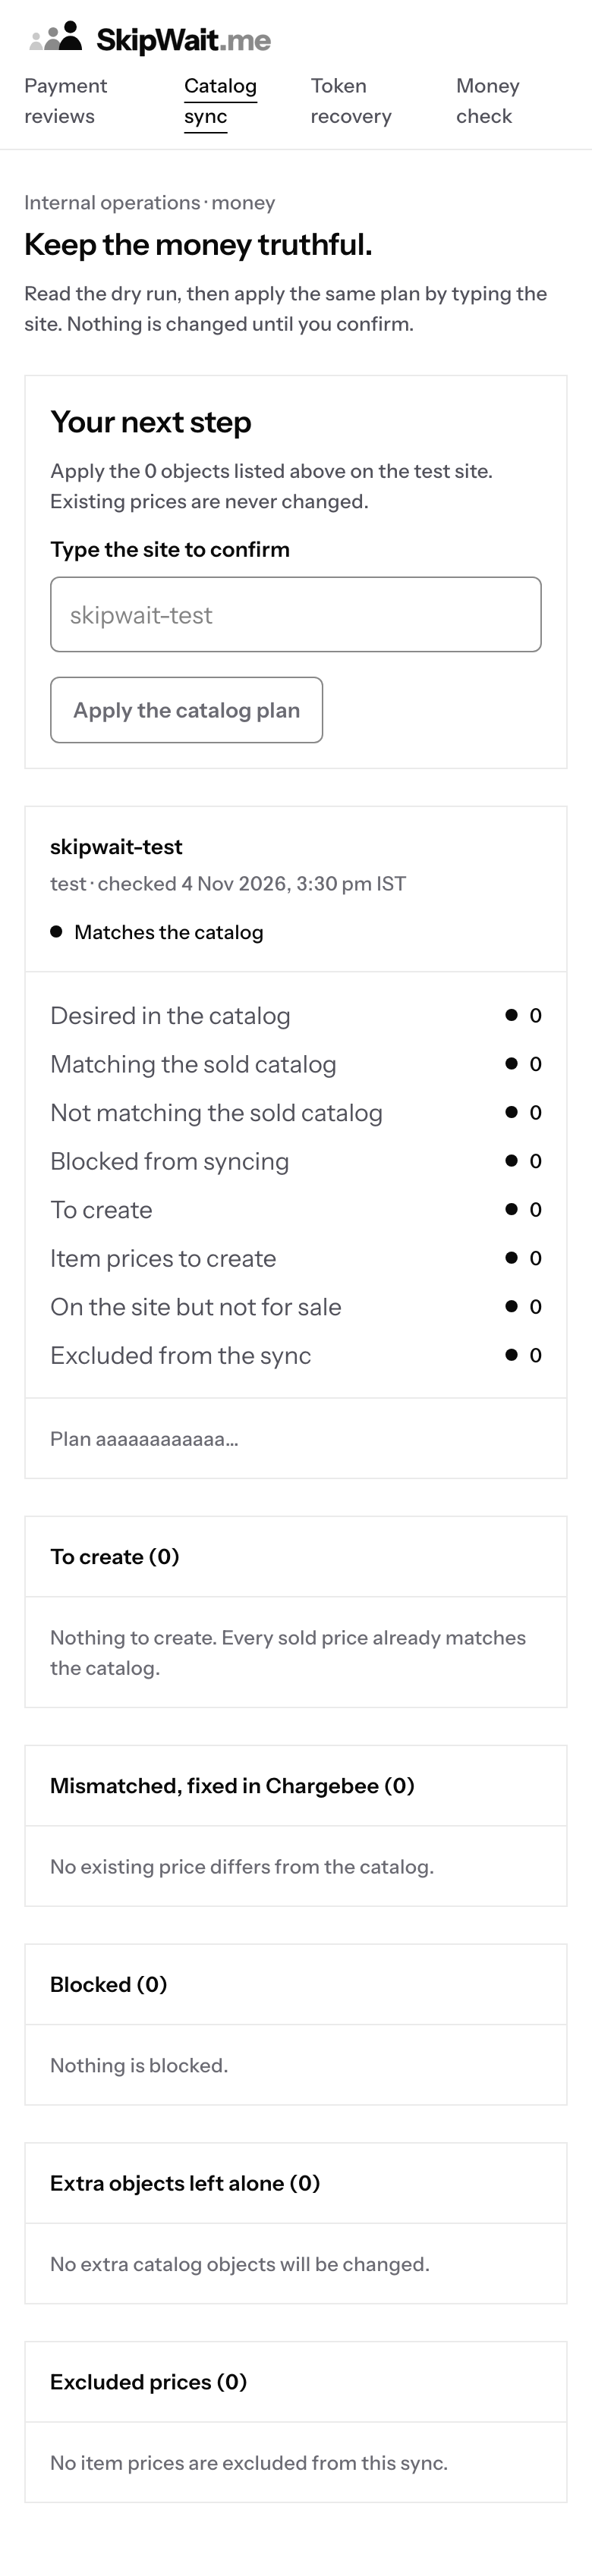 SkipWait.me
Payment reviews
Catalog sync
Token recovery
Money check
Internal operations · money
Keep the money truthful.
Read the dry run, then apply the same plan by typing the
site. Nothing is changed until you confirm.
Your next step
Apply the 0 objects listed above on the test site.
Existing prices are never changed.
Type the site to confirm
skipwait-test
Apply the catalog plan
skipwait-test
test · checked 4 Nov 2026, 3:30 pm IST
Matches the catalog
Desired in the catalog 0
Matching the sold catalog 0
Not matching the sold catalog 0
Blocked from syncing 0
To create 0
Item prices to create 0
On the site but not for sale 0
Excluded from the sync 0
Plan aaaaaaaaaaaa...
To create (0)
Nothing to create. Every sold price already matches
the catalog.
Mismatched, fixed in Chargebee (0)
No existing price differs from the catalog.
Blocked (0)
Nothing is blocked.
Extra objects left alone (0)
No extra catalog objects will be changed.
Excluded prices (0)
No item prices are excluded from this sync.